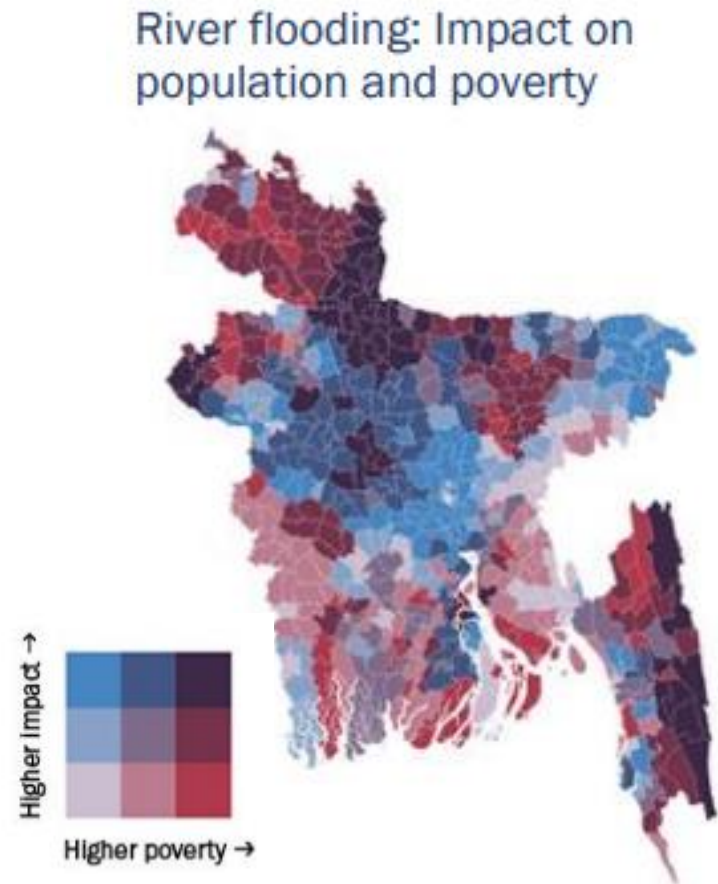 River flooding: Impact on
population and poverty
Higher Impact →
Higher poverty →